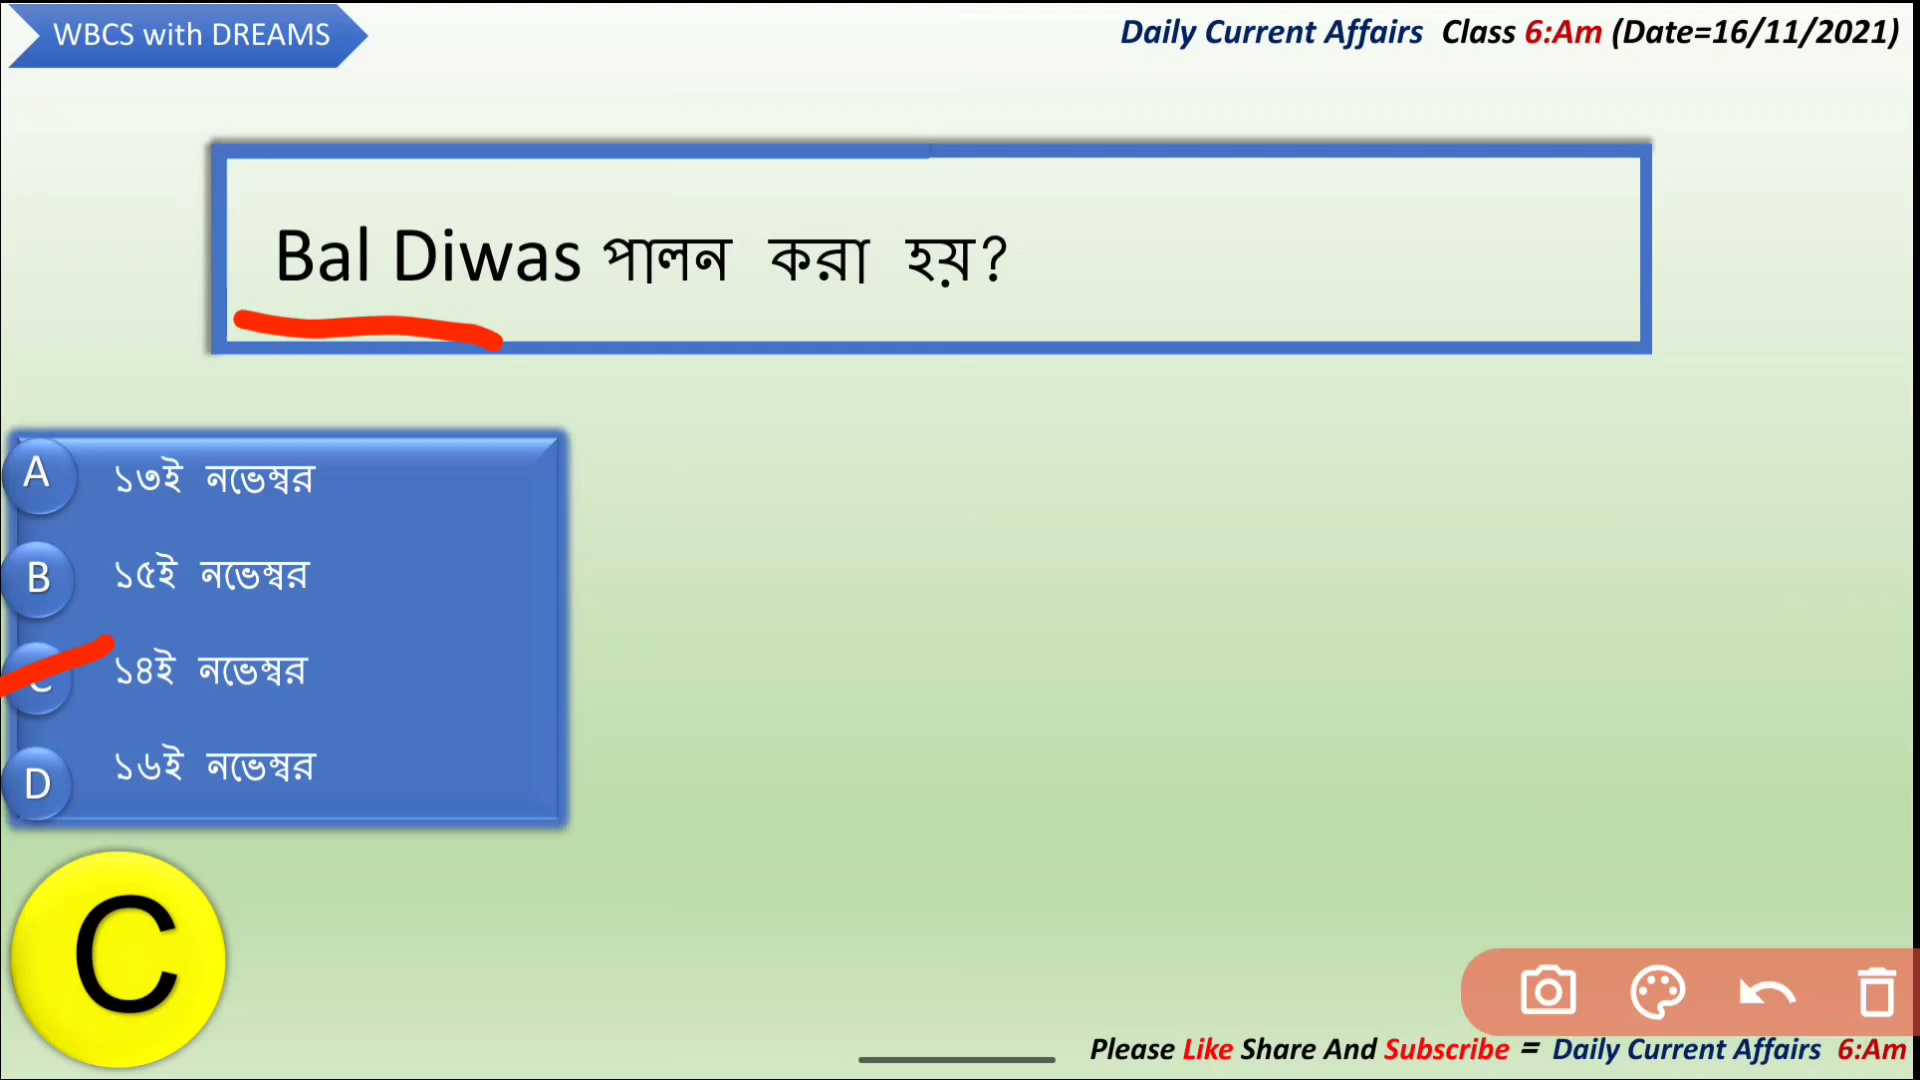 WBCS with DREAMS
Daily Current Affairs Class 6:Am (Date=16/11/2021)
Bal Diwas পালন করা হয়?
A ১৩ই নভেম্বর
B ১৫ই নভেম্বর
C ১৪ই নভেম্বর
D ১৬ই নভেম্বর
C
Please Like Share And Subscribe = Daily Current Affairs 6:Am